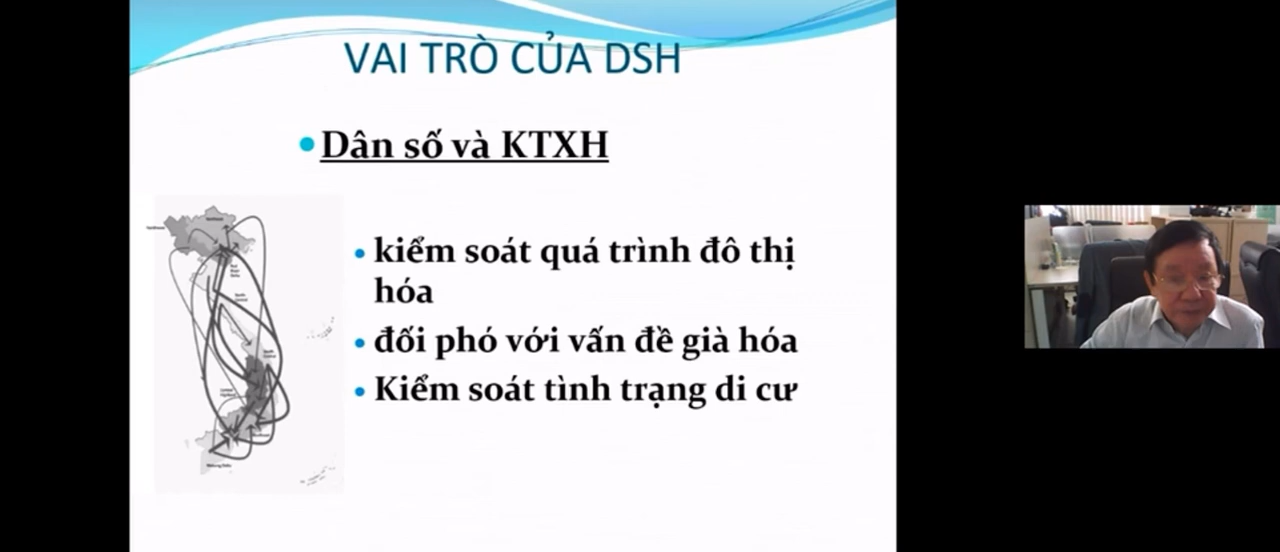 VAI TRÒ CỦA DSH
Dân số và KTXH
kiểm soát quá trình đô thị
hóa
đối phó với vấn đề già hóa
Kiểm soát tình trạng di cư